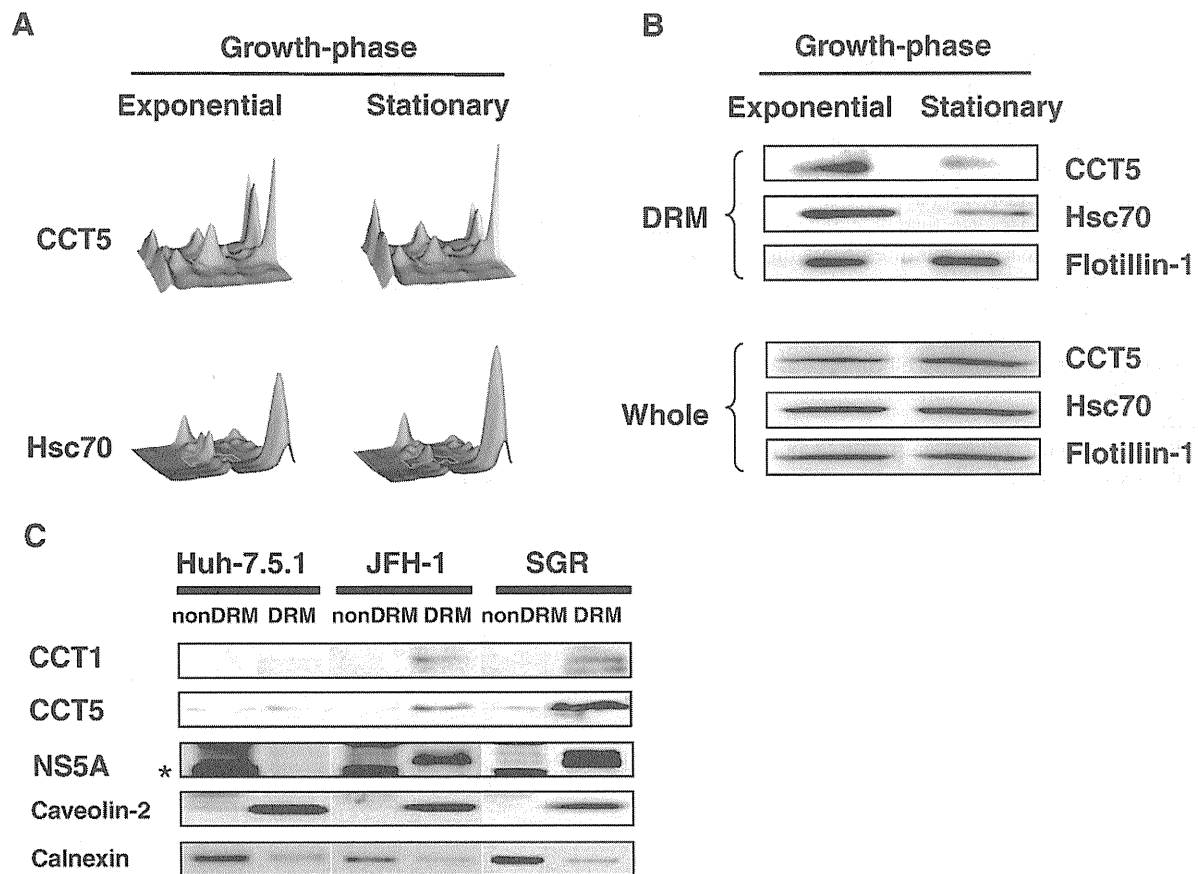 A
Growth-phase
Exponential Stationary
CCT5
Hsc70
B
Growth-phase
Exponential Stationary
DRM
CCT5
Hsc70
Flotillin-1
Whole
CCT5
Hsc70
Flotillin-1
C
Huh-7.5.1 JFH-1 SGR
nonDRM DRM nonDRM DRM nonDRM DRM
CCT1
CCT5
NS5A *
Caveolin-2
Calnexin